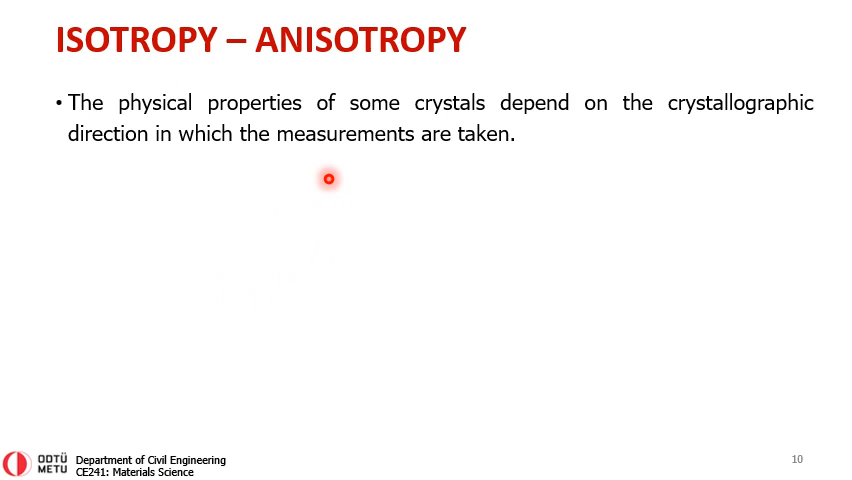 ISOTROPY – ANISOTROPY
• The physical properties of some crystals depend on the crystallographic
direction in which the measurements are taken.
ODTÜ
METU
Department of Civil Engineering
CE241: Materials Science
10